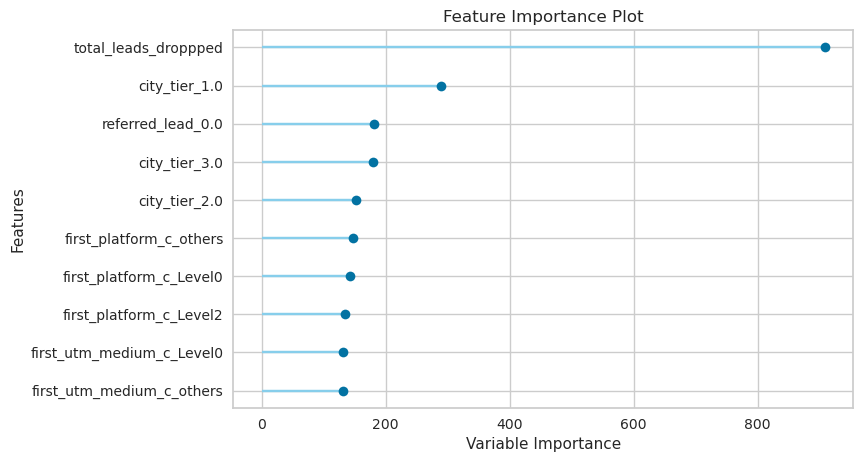 Feature Importance Plot
total_leads_droppped
city_tier_1.0
referred_lead_0.0
city_tier_3.0
city_tier_2.0
first_platform_c_others
first_platform_c_Level0
first_platform_c_Level2
first_utm_medium_c_Level0
first_utm_medium_c_others
Features
0 200 400 600 800
Variable Importance